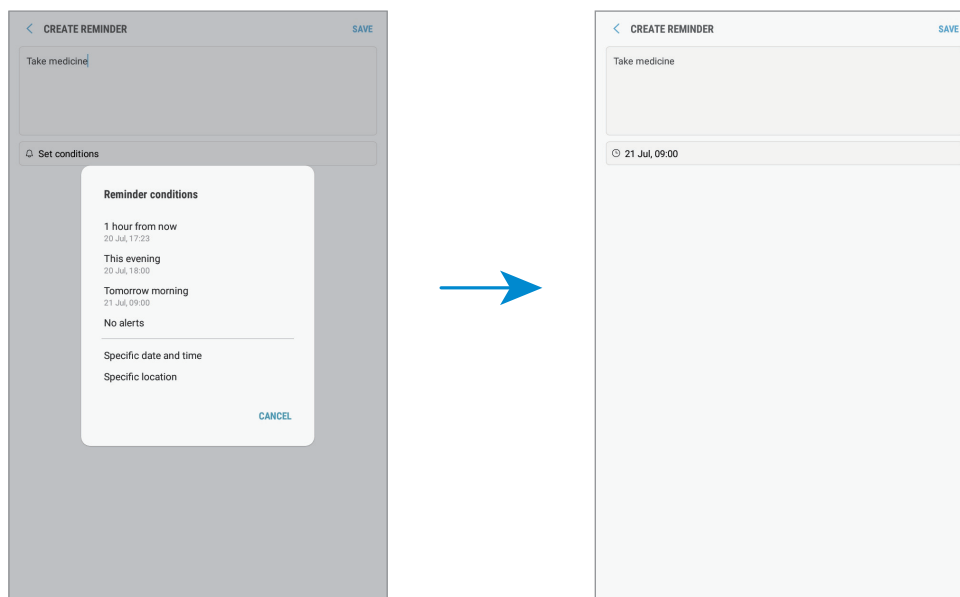 CREATE REMINDER SAVE
Take medicine
Set conditions
Reminder conditions
1 hour from now
20 Jul, 17:23
This evening
20 Jul, 18:00
Tomorrow morning
21 Jul, 09:00
No alerts
Specific date and time
Specific location
CANCEL
CREATE REMINDER SAVE
Take medicine
21 Jul, 09:00